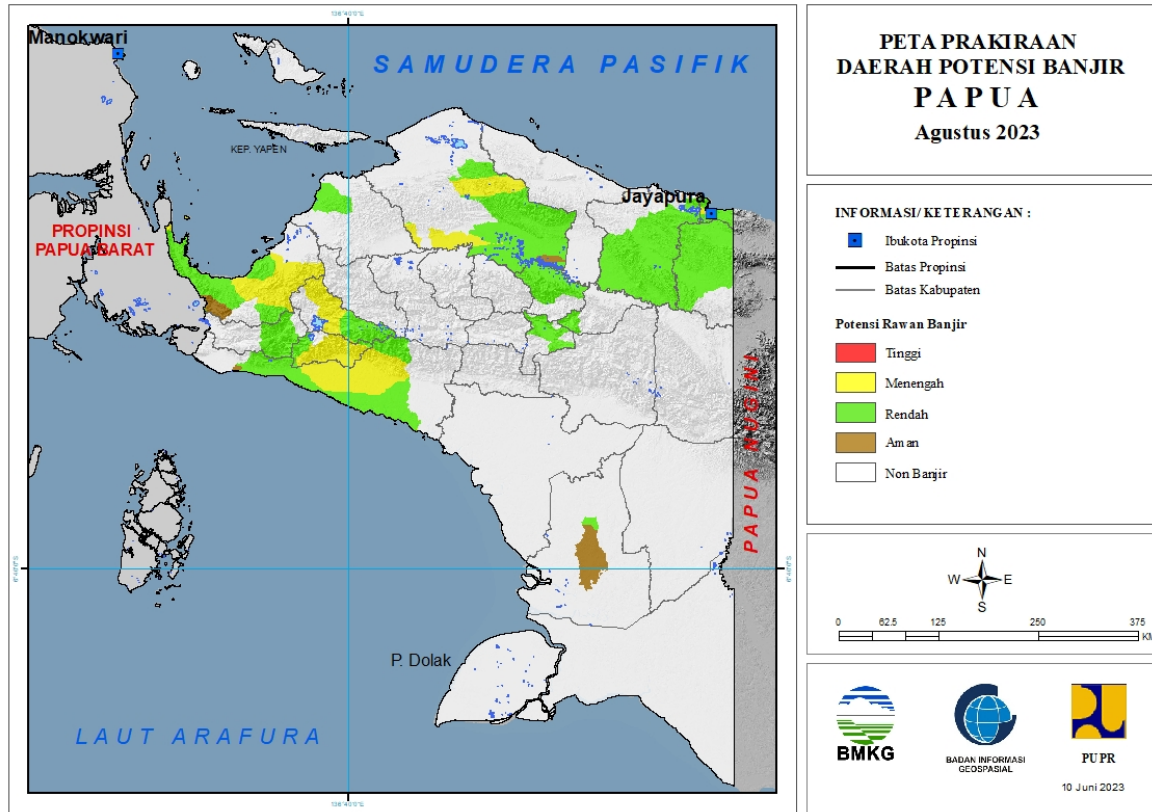 PETA PRAKIRAAN
DAERAH POTENSI BANJIR
PAPUA
Agustus 2023
INFORMASI/ KETERANGAN :
Ibukota Propinsi
Batas Propinsi
Batas Kabupaten
Potensi Rawan Banjir
Tinggi
Menengah
Rendah
Aman
Non Banjir
N
W E
S
0 62.5 125 250 375
KM
BMKG
BADAN INFORMASI
GEOSPASIAL
PUPR
10 Juni 2023
Manokwari
SAMUDERA PASIFIK
KEP. YAPEN
Jayapura
PROPINSI
PAPUA BARAT
PAPUA NUGINI
P. Dolak
LAUT ARAFURA